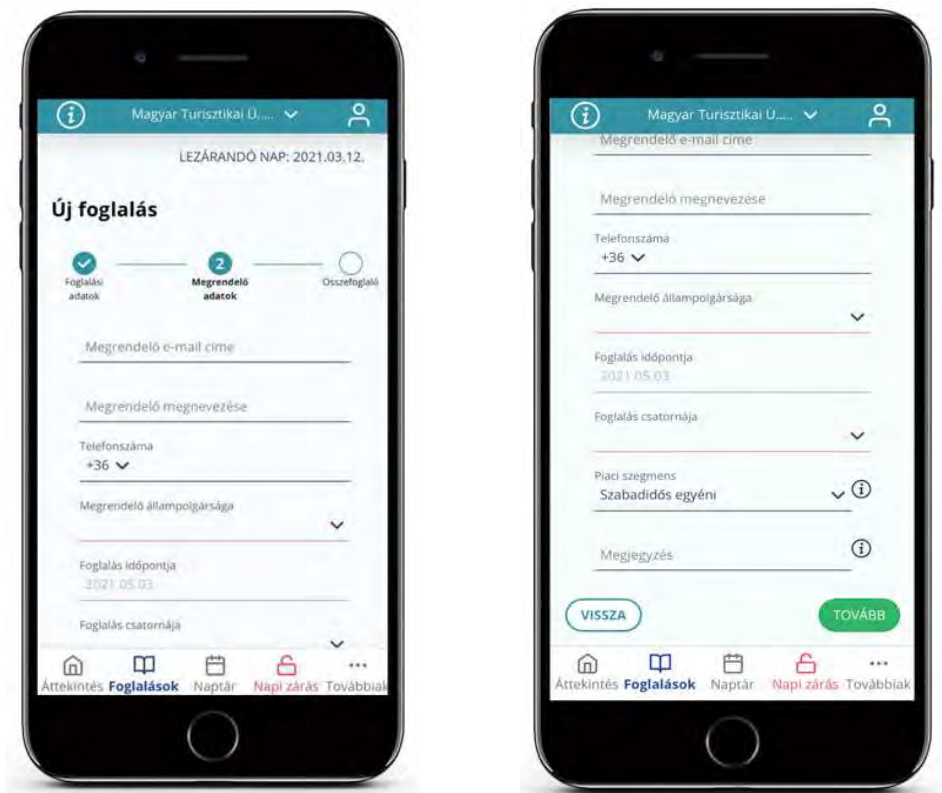 Magyar Turisztikai Ü.....
LEZÁRANDÓ NAP: 2021.03.12.
Új foglalás
2
Foglalási adatok
Megrendelő adatok
Összefoglaló
Megrendelő e-mail címe
Megrendelő megnevezése
Telefonszáma
+36
Megrendelő állampolgársága
Foglalás időpontja
2021.05.03
Foglalás csatornája
Áttekintés Foglalások Naptár Napi zárás Továbbiak
Magyar Turisztikai Ü.....
Megrendelő e-mail címe
Megrendelő megnevezése
Telefonszáma
+36
Megrendelő állampolgársága
Foglalás időpontja
2021.05.03
Foglalás csatornája
Piaci szegmens
Szabadidős egyéni
Megjegyzés
VISSZA TOVÁBB
Áttekintés Foglalások Naptár Napi zárás Továbbiak